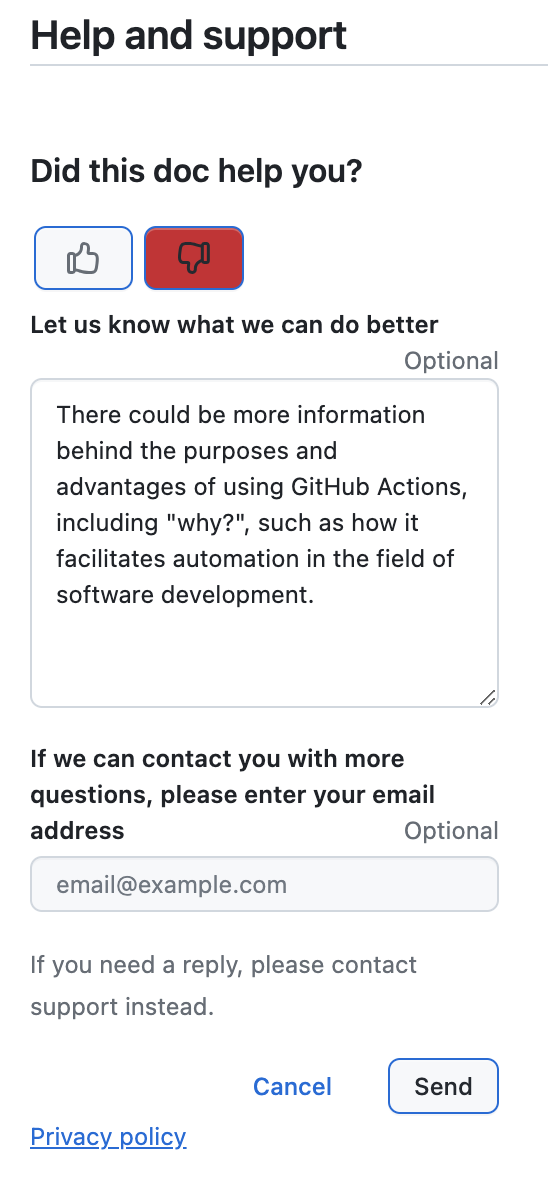 Help and support
Did this doc help you?
Let us know what we can do better
Optional
There could be more information
behind the purposes and
advantages of using GitHub Actions,
including "why?", such as how it
facilitates automation in the field of
software development.
If we can contact you with more
questions, please enter your email
address Optional
email@example.com
If you need a reply, please contact
support instead.
Cancel Send
Privacy policy